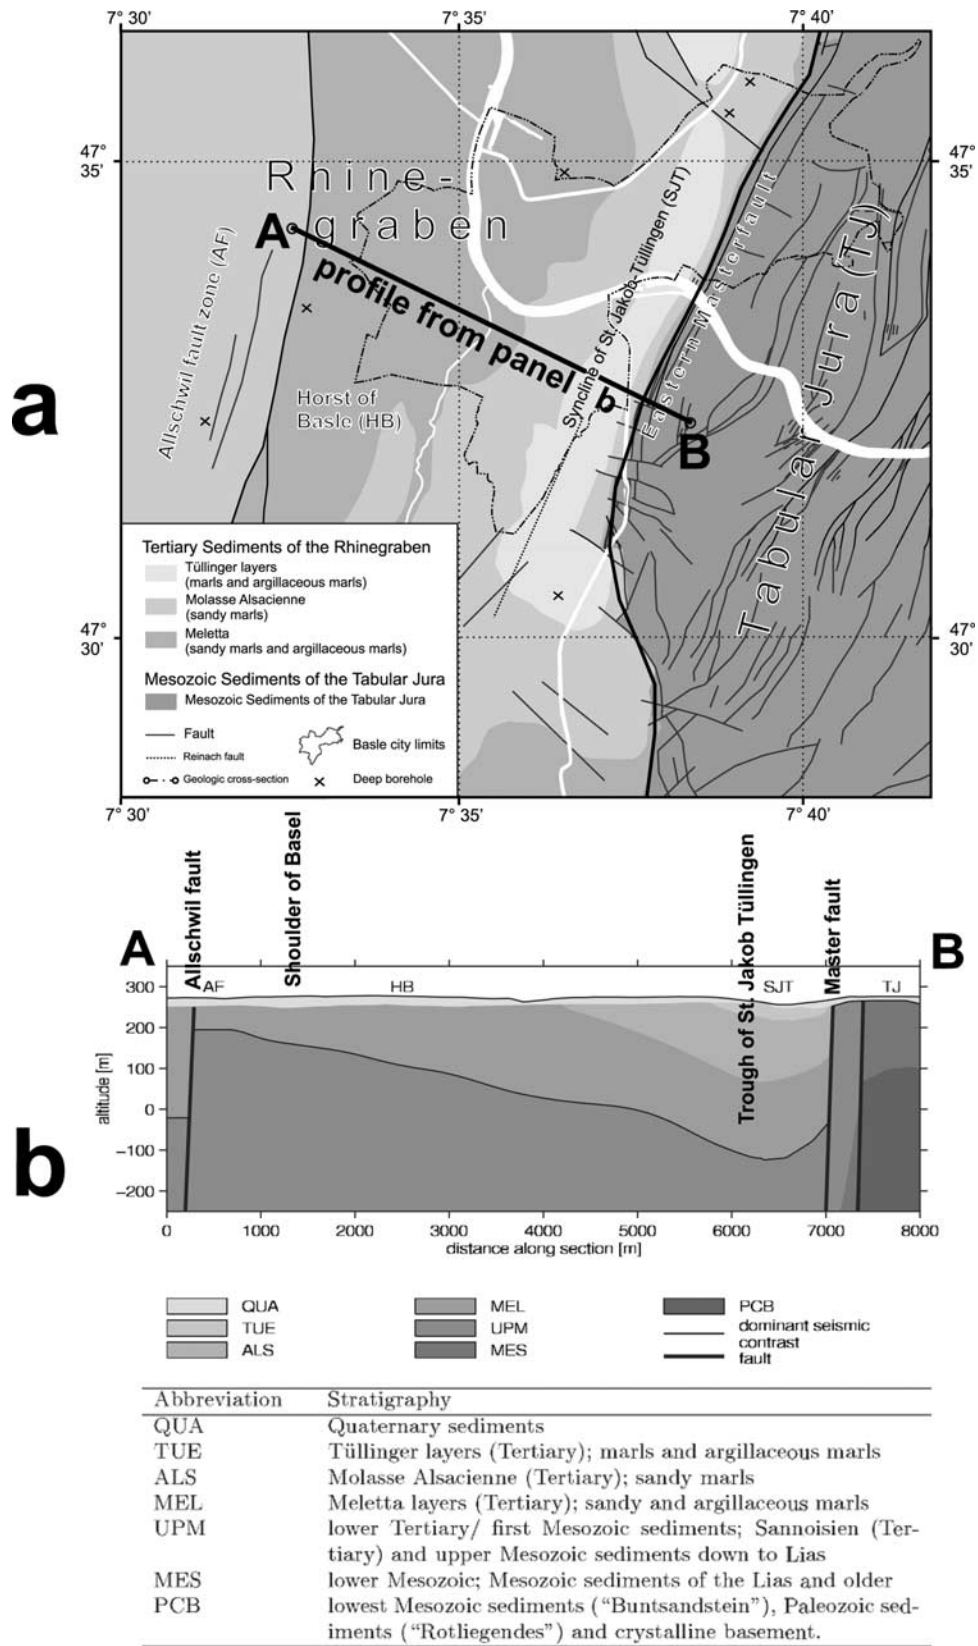 7° 30'
7° 35'
7° 40'
47°
35'
47°
35'
Rhine-
graben
A
profile from panel b
B
Allschwil fault zone (AF)
Horst of
Basle (HB)
Syncline of St. Jakob-Tüllingen (SJT)
Eastern Masterfault
Tabular Jura (TJ)
a
47°
30'
47°
30'
Tertiary Sediments of the Rhinegraben
Tüllinger layers
(marls and argillaceous marls)
Molasse Alsacienne
(sandy marls)
Meletta
(sandy marls and argillaceous marls)
Mesozoic Sediments of the Tabular Jura
Mesozoic Sediments of the Tabular Jura
Fault
Reinach fault
Geologic cross-section
Basle city limits
Deep borehole
7° 30'
7° 35'
7° 40'
Allschwil fault
Shoulder of Basel
Trough of St. Jakob Tüllingen
Master fault
A
B
AF
HB
SJT
TJ
300
200
100
0
−100
−200
altitude [m]
b
0
1000
2000
3000
4000
5000
6000
7000
8000
distance along section [m]
QUA
TUE
ALS
MEL
UPM
MES
PCB
dominant seismic
contrast
fault
Abbreviation Stratigraphy
QUA Quaternary sediments
TUE Tüllinger layers (Tertiary); marls and argillaceous marls
ALS Molasse Alsacienne (Tertiary); sandy marls
MEL Meletta layers (Tertiary); sandy and argillaceous marls
UPM lower Tertiary/ first Mesozoic sediments; Sannoisien (Ter-
tiary) and upper Mesozoic sediments down to Lias
MES lower Mesozoic; Mesozoic sediments of the Lias and older
PCB lowest Mesozoic sediments (“Buntsandstein”), Paleozoic sed-
iments (“Rotliegendes”) and crystalline basement.